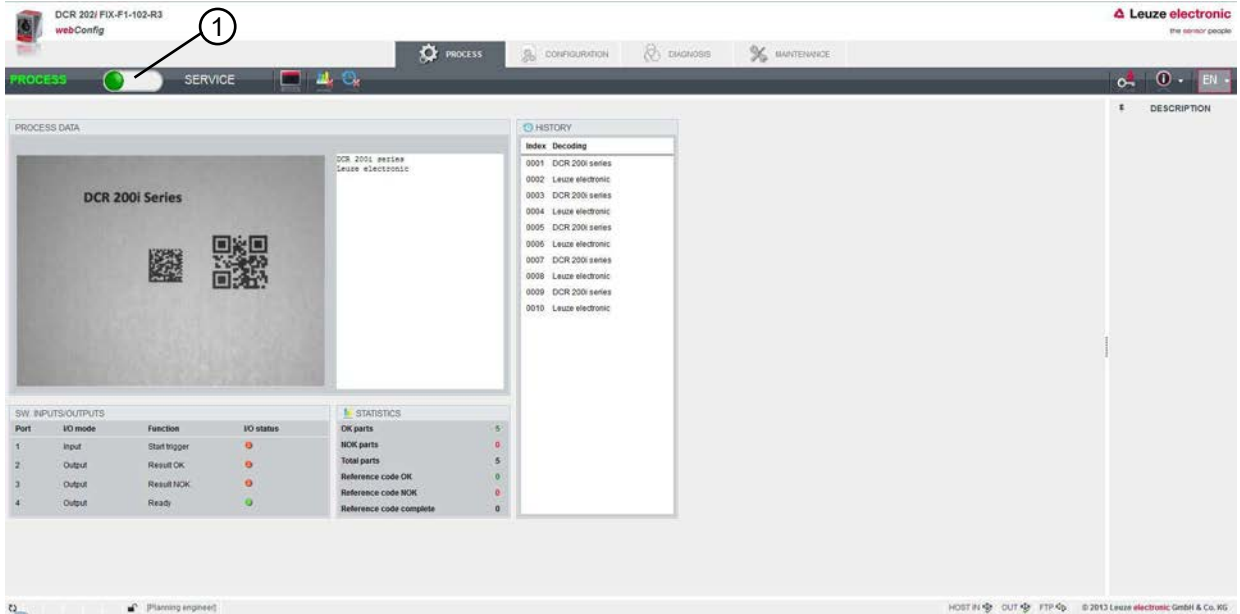 DCR 202i FIX-F1-102-R3
webConfig
1
Leuze electronic
the sensor people
PROCESS
CONFIGURATION
DIAGNOSIS
MAINTENANCE
PROCESS
SERVICE
EN
DESCRIPTION
PROCESS DATA
DCR 200i Series
DCR 200i series
Leuze electronic
HISTORY
Index Decoding
0001 DCR 200i series
0002 Leuze electronic
0003 DCR 200i series
0004 Leuze electronic
0005 DCR 200i series
0006 Leuze electronic
0007 DCR 200i series
0008 Leuze electronic
0009 DCR 200i series
0010 Leuze electronic
SW. INPUTS/OUTPUTS
Port I/O mode Function I/O status
1 Input Start trigger
2 Output Result OK
3 Output Result NOK
4 Output Ready
STATISTICS
OK parts 5
NOK parts 0
Total parts 5
Reference code OK 0
Reference code NOK 0
Reference code complete 0
[Planning engineer]
HOST IN OUT FTP © 2013 Leuze electronic GmbH & Co. KG